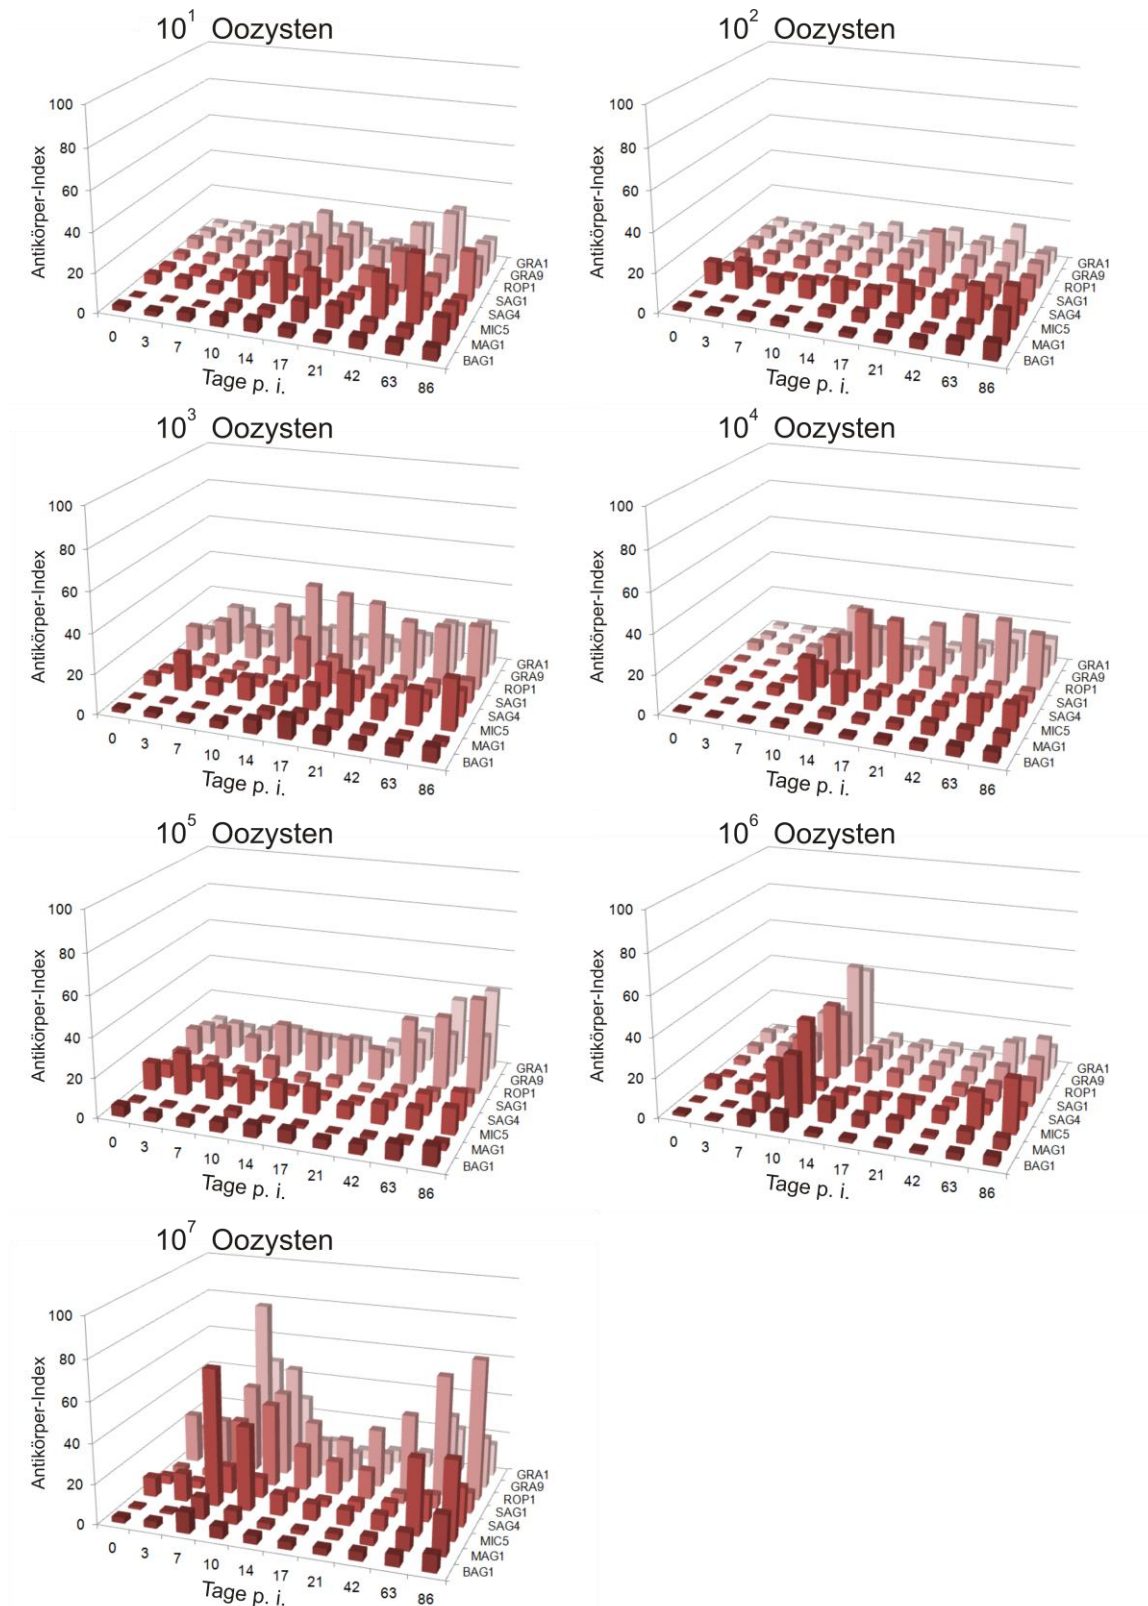 10¹ Oozysten
Antikörper-Index
100
80
60
40
20
0
0 3 7 10 14 17 21 42 63 86
Tage p. i.
GRA1
GRA9
ROP1
SAG1
SAG4
MIC5
MAG1
BAG1
10² Oozysten
Antikörper-Index
100
80
60
40
20
0
0 3 7 10 14 17 21 42 63 86
Tage p. i.
GRA1
GRA9
ROP1
SAG1
SAG4
MIC5
MAG1
BAG1
10³ Oozysten
Antikörper-Index
100
80
60
40
20
0
0 3 7 10 14 17 21 42 63 86
Tage p. i.
GRA1
GRA9
ROP1
SAG1
SAG4
MIC5
MAG1
BAG1
10⁴ Oozysten
Antikörper-Index
100
80
60
40
20
0
0 3 7 10 14 17 21 42 63 86
Tage p. i.
GRA1
GRA9
ROP1
SAG1
SAG4
MIC5
MAG1
BAG1
10⁵ Oozysten
Antikörper-Index
100
80
60
40
20
0
0 3 7 10 14 17 21 42 63 86
Tage p. i.
GRA1
GRA9
ROP1
SAG1
SAG4
MIC5
MAG1
BAG1
10⁶ Oozysten
Antikörper-Index
100
80
60
40
20
0
0 3 7 10 14 17 21 42 63 86
Tage p. i.
GRA1
GRA9
ROP1
SAG1
SAG4
MIC5
MAG1
BAG1
10⁷ Oozysten
Antikörper-Index
100
80
60
40
20
0
0 3 7 10 14 17 21 42 63 86
Tage p. i.
GRA1
GRA9
ROP1
SAG1
SAG4
MIC5
MAG1
BAG1